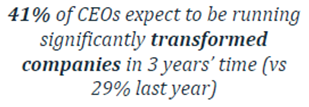 41% of CEOs expect to be running
significantly transformed
companies in 3 years’ time (vs
29% last year)